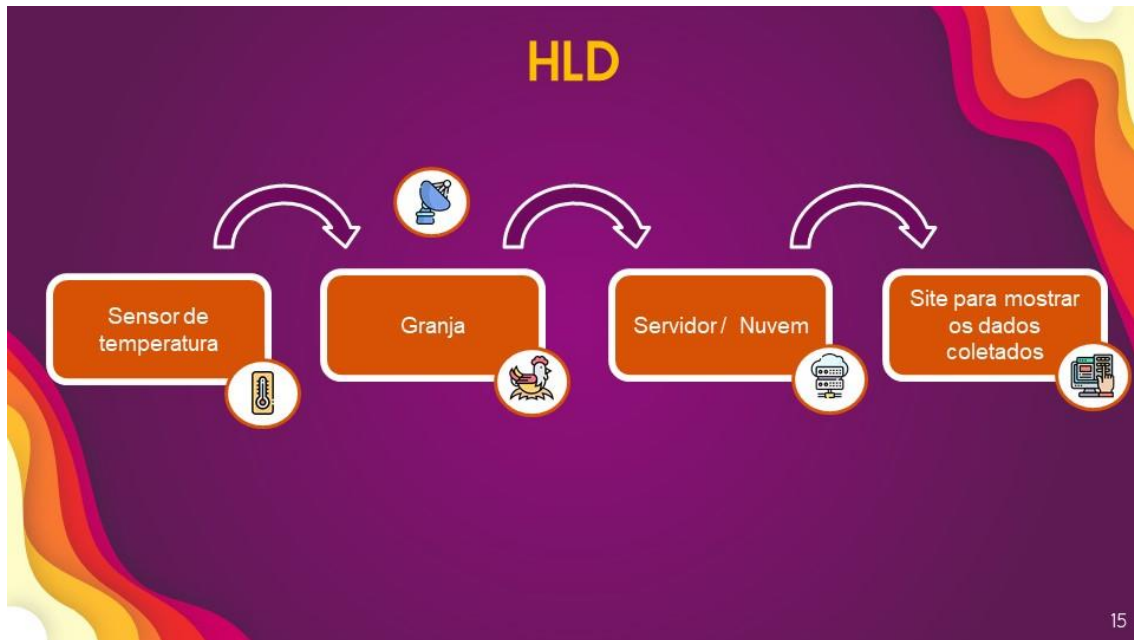 HLD
Sensor de
temperatura
Granja
Servidor / Nuvem
Site para mostrar
os dados
coletados
15